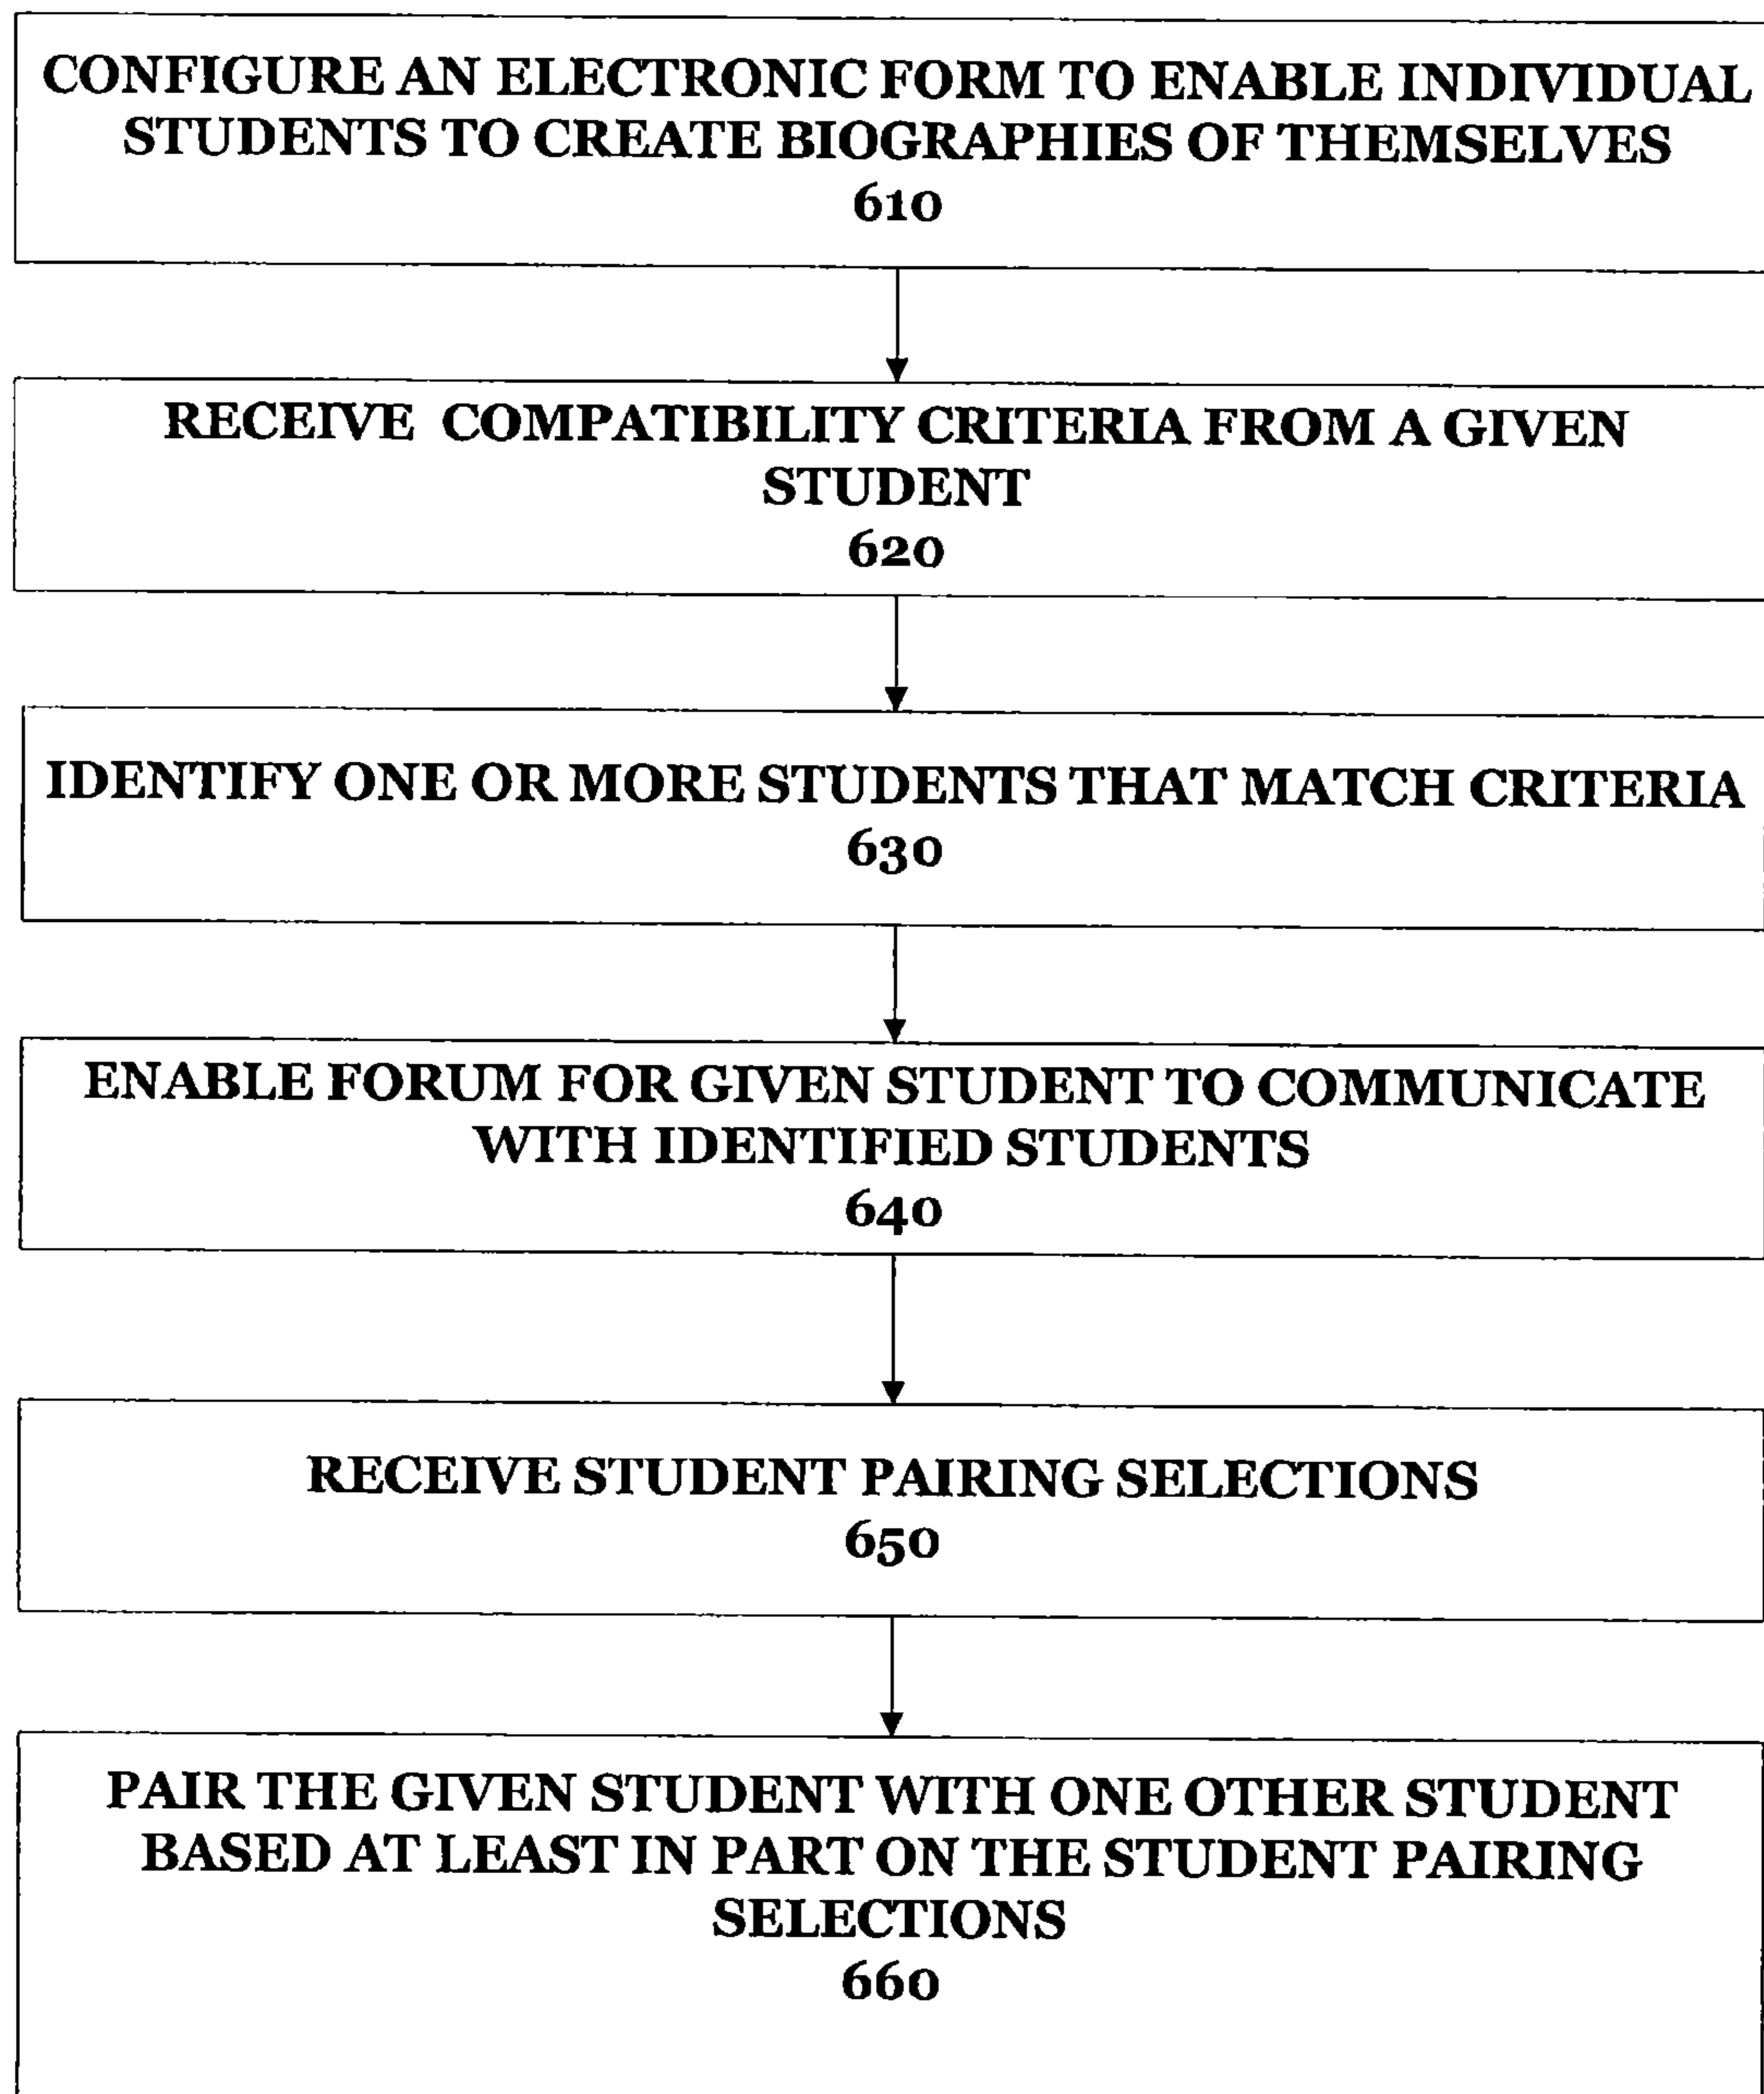 CONFIGURE AN ELECTRONIC FORM TO ENABLE INDIVIDUAL
STUDENTS TO CREATE BIOGRAPHIES OF THEMSELVES
610
RECEIVE COMPATIBILITY CRITERIA FROM A GIVEN
STUDENT
620
IDENTIFY ONE OR MORE STUDENTS THAT MATCH CRITERIA
630
ENABLE FORUM FOR GIVEN STUDENT TO COMMUNICATE
WITH IDENTIFIED STUDENTS
640
RECEIVE STUDENT PAIRING SELECTIONS
650
PAIR THE GIVEN STUDENT WITH ONE OTHER STUDENT
BASED AT LEAST IN PART ON THE STUDENT PAIRING
SELECTIONS
660